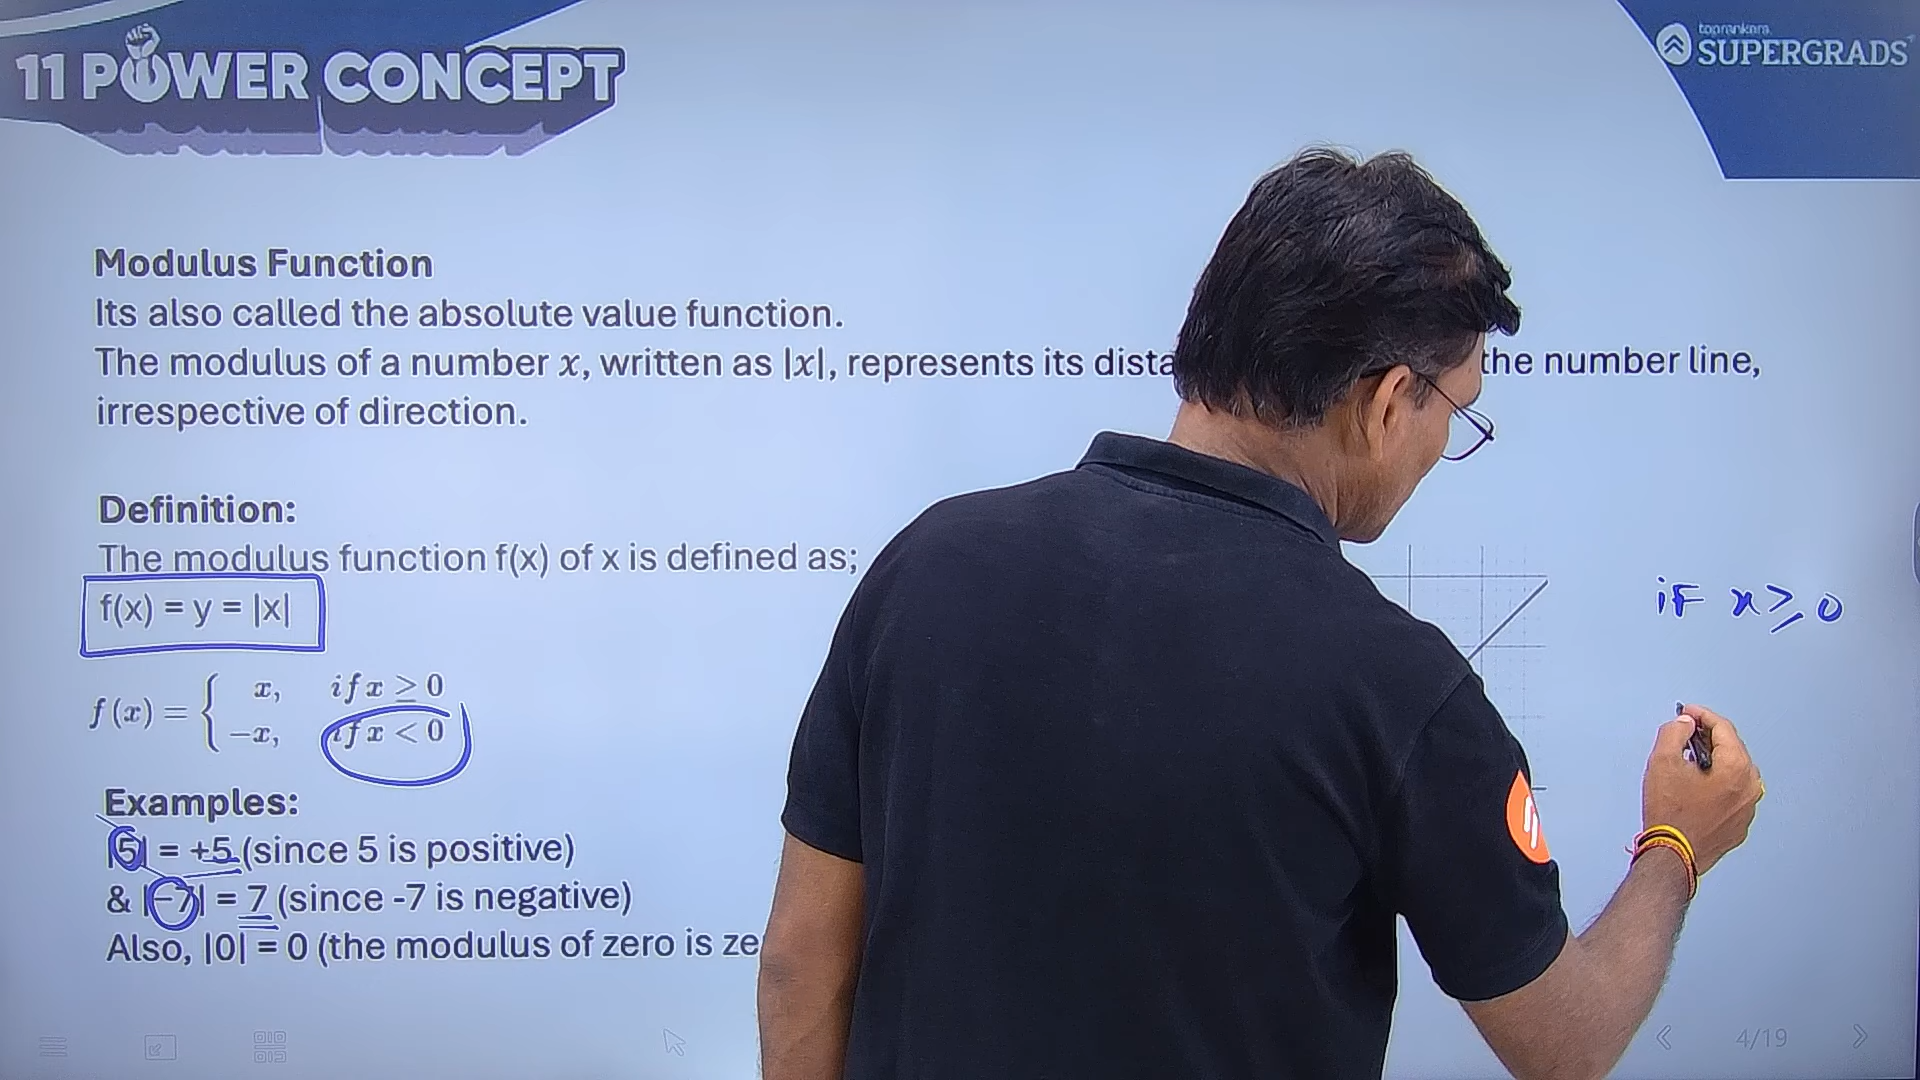 11 POWER CONCEPT
toprankers
SUPERGRADS
Modulus Function
Its also called the absolute value function.
The modulus of a number x, written as |x|, represents its the number line,
irrespective of direction.
Definition:
The modulus function f(x) of x is defined as;
f(x) = y = |x|
f(x) = { x, if x ≥ 0
-x, if x < 0
if x ≥ 0
Examples:
|5| = +5 (since 5 is positive)
& |-7| = 7 (since -7 is negative)
Also, |0| = 0 (the modulus of zero is
4/19